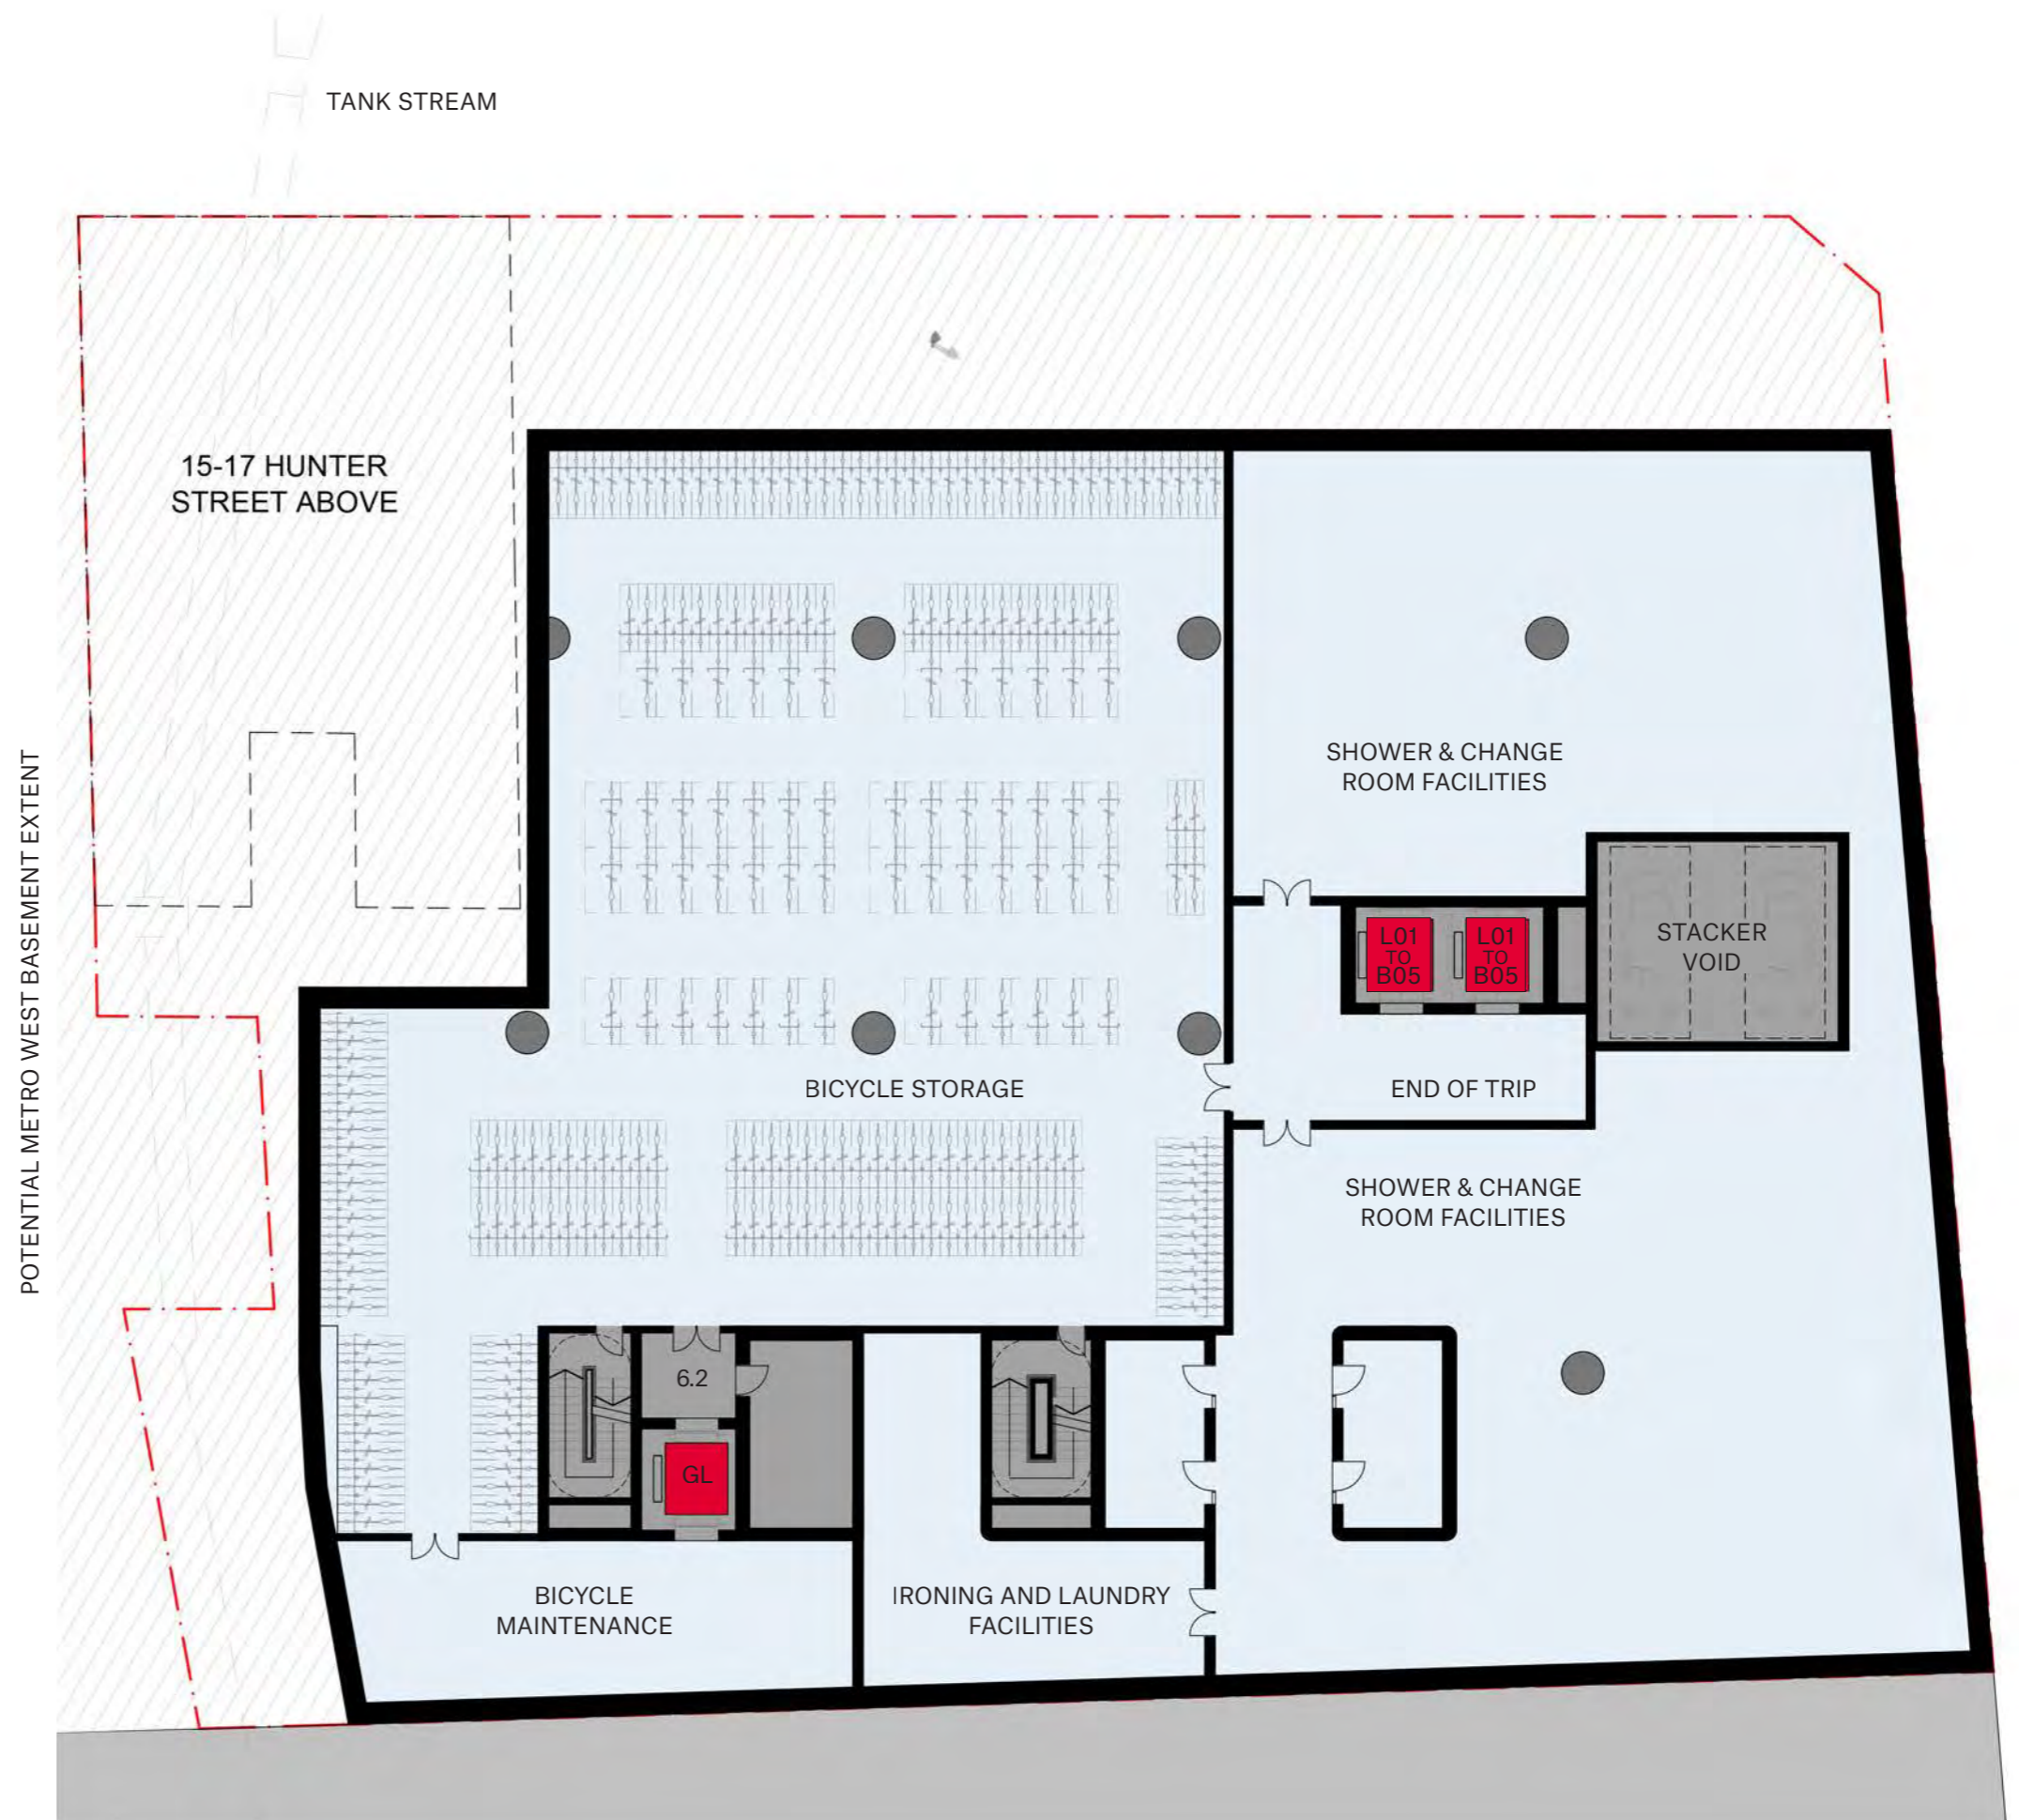 TANK STREAM
15-17 HUNTER
STREET ABOVE
POTENTIAL METRO WEST BASEMENT EXTENT
SHOWER & CHANGE
ROOM FACILITIES
L01
TO
B05
L01
TO
B05
STACKER
VOID
BICYCLE STORAGE
END OF TRIP
SHOWER & CHANGE
ROOM FACILITIES
6.2
GL
BICYCLE
MAINTENANCE
IRONING AND LAUNDRY
FACILITIES